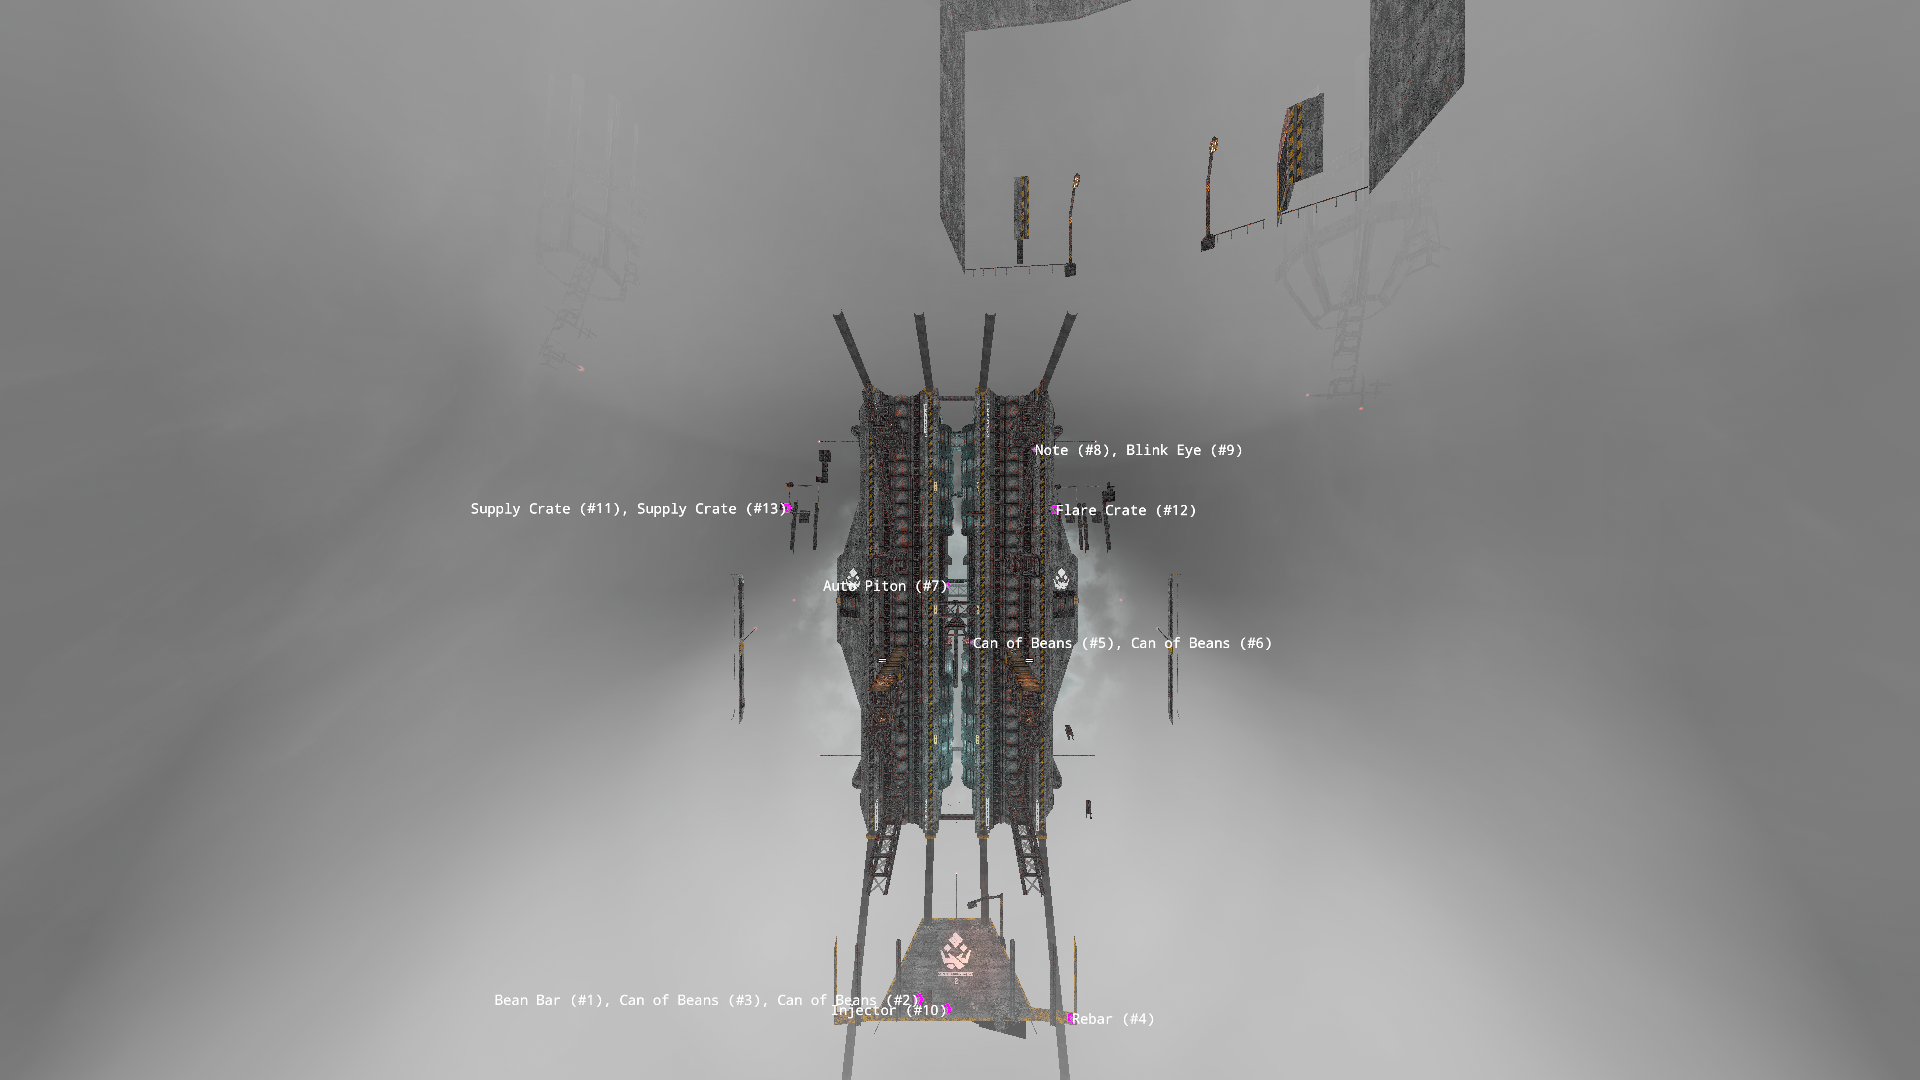 Note (#8), Blink Eye (#9)
Supply Crate (#11), Supply Crate (#13)
Flare Crate (#12)
Auto Piton (#7)
Can of Beans (#5), Can of Beans (#6)
Bean Bar (#1), Can of Beans (#3), Can of Beans (#2)
Injector (#10)
Rebar (#4)